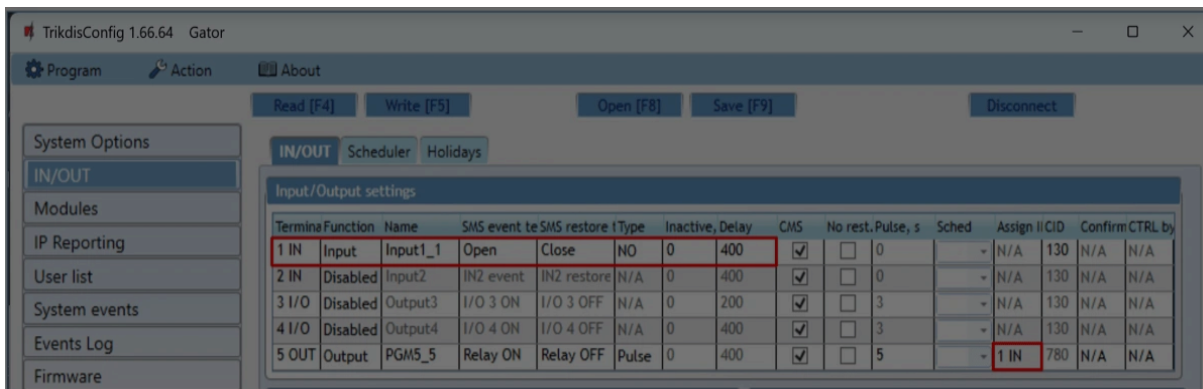 TrikdisConfig 1.66.64 Gator
Program Action About
Read [F4] Write [F5] Open [F8] Save [F9] Disconnect
System Options
IN/OUT
Modules
IP Reporting
User list
System events
Events Log
Firmware
IN/OUT Scheduler Holidays
Input/Output settings
Termina Function Name SMS event te SMS restore t Type Inactive, Delay CMS No rest. Pulse, s Sched Assign I CID Confirm CTRL by
1 IN Input Input1_1 Open Close NO 0 400 0 N/A 130 N/A N/A
2 IN Disabled Input2 IN2 event IN2 restore N/A 0 400 0 N/A 130 N/A N/A
3 I/O Disabled Output3 I/O 3 ON I/O 3 OFF N/A 0 200 3 N/A 130 N/A N/A
4 I/O Disabled Output4 I/O 4 ON I/O 4 OFF N/A 0 400 3 N/A 130 N/A N/A
5 OUT Output PGM5_5 Relay ON Relay OFF Pulse 0 400 5 1 IN 780 N/A N/A